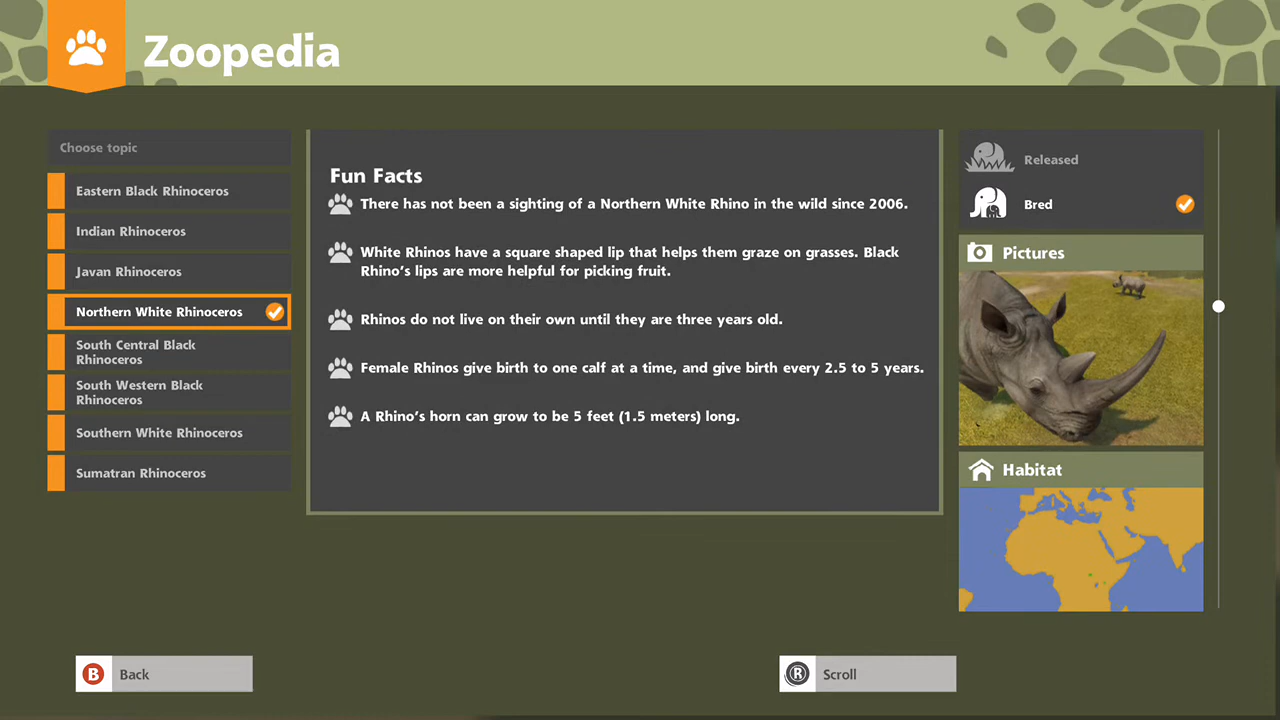 Zoopedia
Choose topic
Eastern Black Rhinoceros
Indian Rhinoceros
Javan Rhinoceros
Northern White Rhinoceros
South Central Black
Rhinoceros
South Western Black
Rhinoceros
Southern White Rhinoceros
Sumatran Rhinoceros
Fun Facts
There has not been a sighting of a Northern White Rhino in the wild since 2006.
White Rhinos have a square shaped lip that helps them graze on grasses. Black
Rhino's lips are more helpful for picking fruit.
Rhinos do not live on their own until they are three years old.
Female Rhinos give birth to one calf at a time, and give birth every 2.5 to 5 years.
A Rhino's horn can grow to be 5 feet (1.5 meters) long.
Released
Bred
Pictures
Habitat
B Back
R Scroll